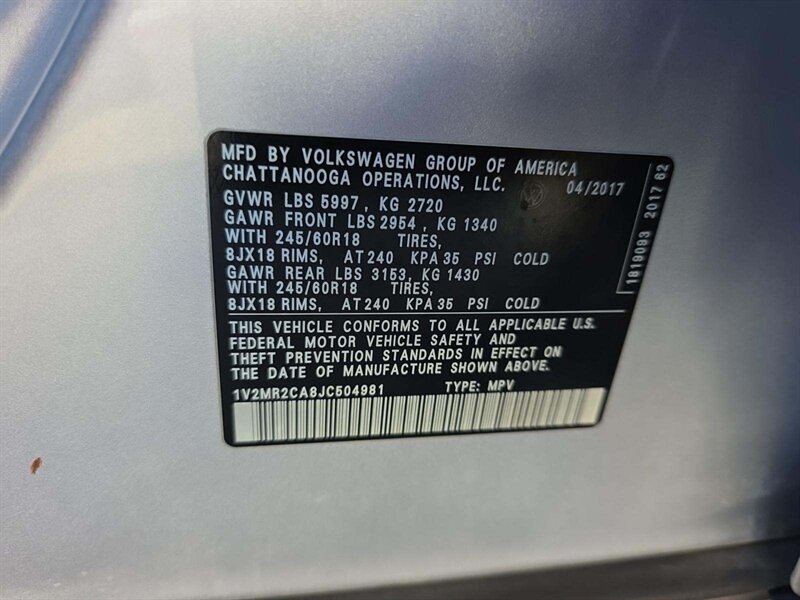 MFD BY VOLKSWAGEN GROUP OF AMERICA
CHATTANOOGA OPERATIONS, LLC. 04/2017
GVWR LBS 5997, KG 2720
GAWR FRONT LBS 2954, KG 1340
WITH 245/60R18 TIRES,
8JX18 RIMS, AT 240 KPA 35 PSI COLD
GAWR REAR LBS 3153, KG 1430
WITH 245/60R18 TIRES,
8JX18 RIMS, AT 240 KPA 35 PSI COLD
THIS VEHICLE CONFORMS TO ALL APPLICABLE U.S.
FEDERAL MOTOR VEHICLE SAFETY AND
THEFT PREVENTION STANDARDS IN EFFECT ON
THE DATE OF MANUFACTURE SHOWN ABOVE.
1V2MR2CA8JC504981 TYPE: MPV
1819093 2017 62